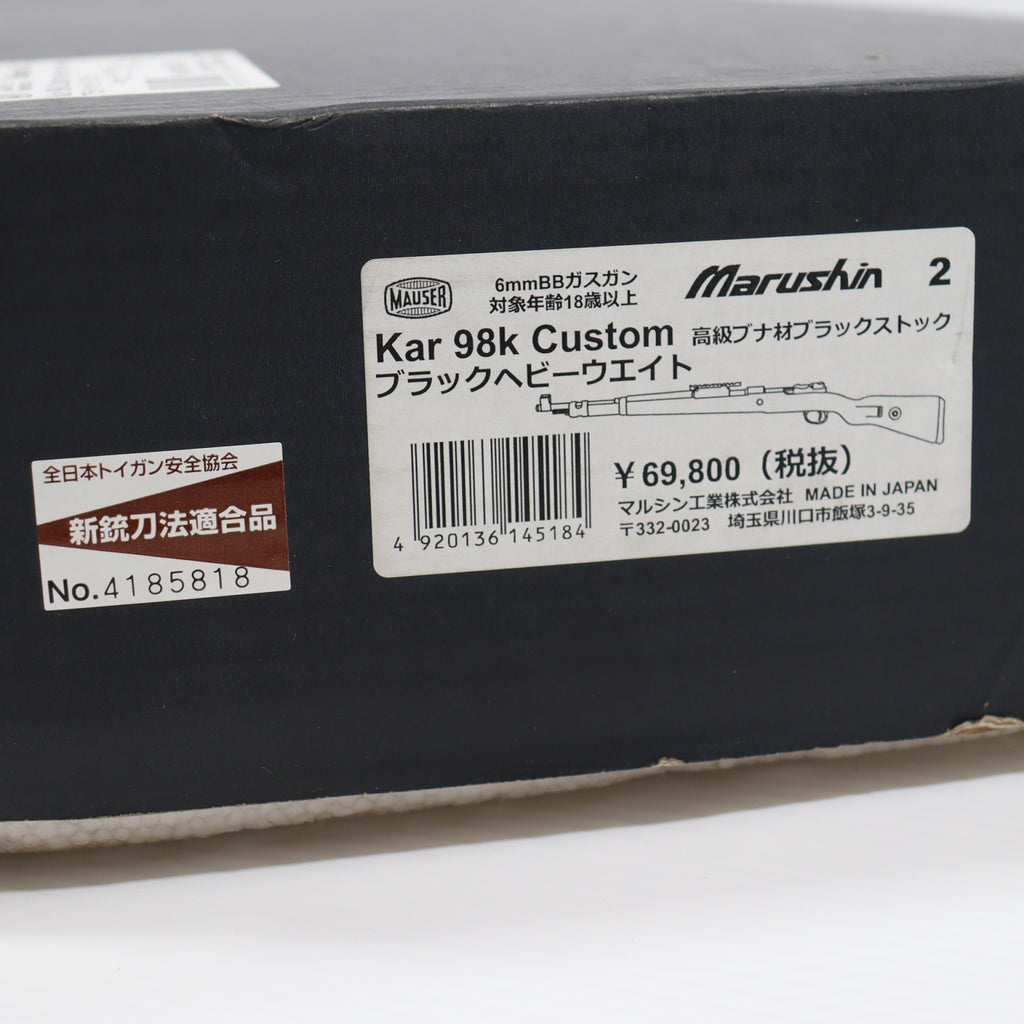 MAUSER
6mmBBガスガン
対象年齢18歳以上
Marushin 2
Kar 98k Custom 高級ブナ材ブラックストック
ブラックヘビーウエイト
¥69,800（税抜）
マルシン工業株式会社 MADE IN JAPAN
〒332-0023 埼玉県川口市飯塚3-9-35
4 920136 145184
全日本トイガン安全協会
新銃刀法適合品
No.4185818